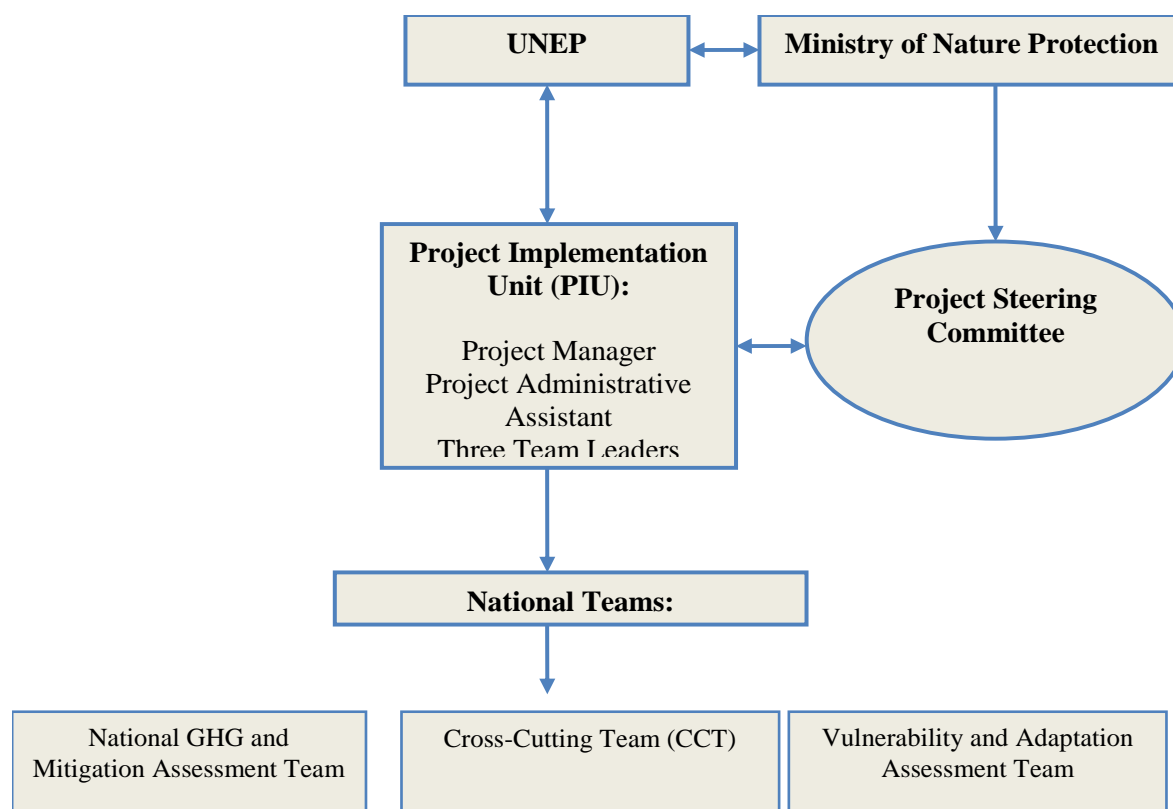 UNEP
Ministry of Nature Protection
Project Implementation
Unit (PIU):
Project Manager
Project Administrative
Assistant
Three Team Leaders
Project Steering
Committee
National Teams:
National GHG and
Mitigation Assessment Team
Cross-Cutting Team (CCT)
Vulnerability and Adaptation
Assessment Team